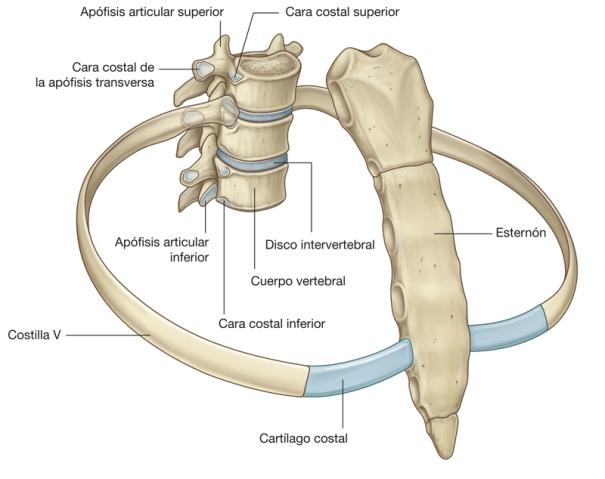 Apófisis articular superior
Cara costal superior
Cara costal de
la apófisis transversa
Esternón
Apófisis articular
inferior
Disco intervertebral
Cuerpo vertebral
Cara costal inferior
Costilla V
Cartílago costal